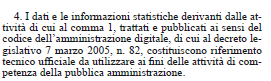 4. I dati e le informazioni statistiche derivanti dalle at-
tività di cui al comma 1, trattati e pubblicati ai sensi del
codice dell'amministrazione digitale, di cui al decreto le-
gislativo 7 marzo 2005, n. 82, costituiscono riferimento
tecnico ufficiale da utilizzare ai fini delle attività di com-
petenza della pubblica amministrazione.